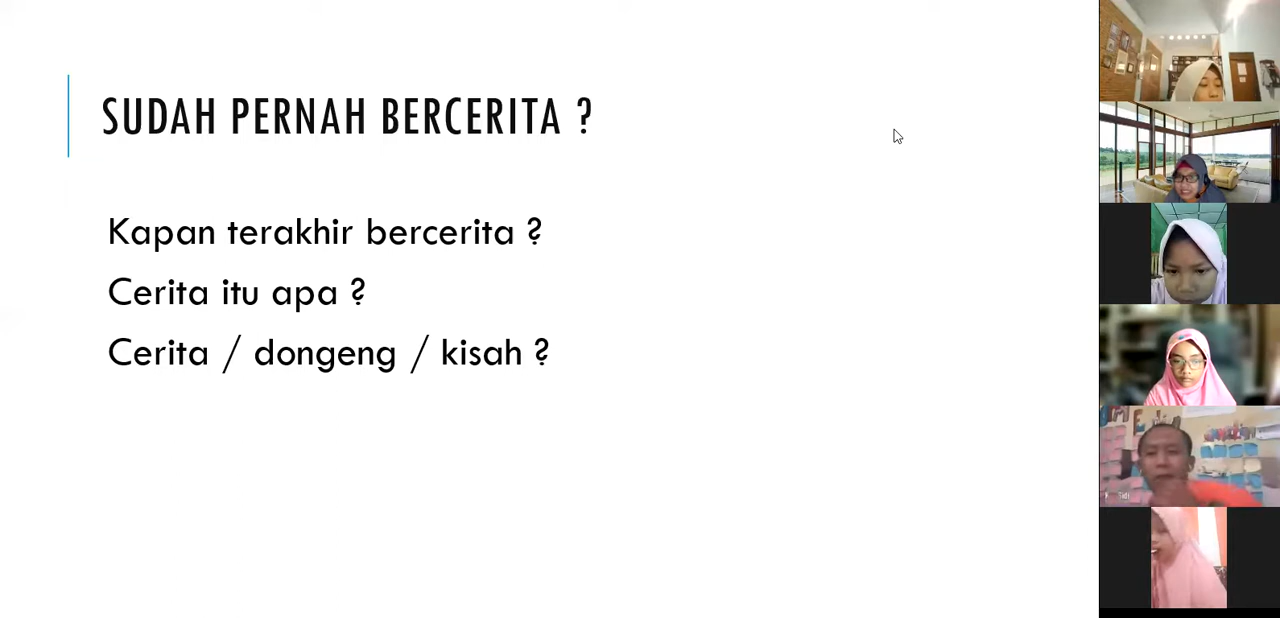 SUDAH PERNAH BERCERITA ?
Kapan terakhir bercerita ?
Cerita itu apa ?
Cerita / dongeng / kisah ?